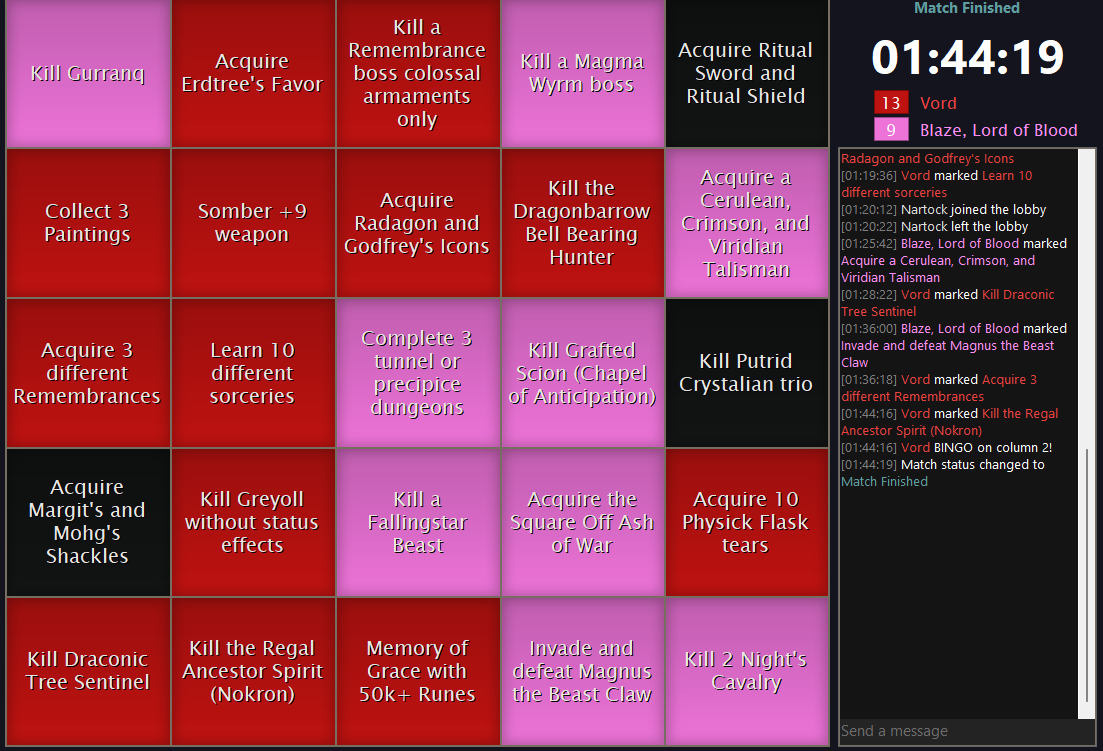 Kill Gurranq
Acquire
Erdtree's Favor
Kill a
Remembrance
boss colossal
armaments
only
Kill a Magma
Wyrm boss
Acquire Ritual
Sword and
Ritual Shield
Collect 3
Paintings
Somber +9
weapon
Acquire
Radagon and
Godfrey's Icons
Kill the
Dragonbarrow
Bell Bearing
Hunter
Acquire a
Cerulean,
Crimson, and
Viridian
Talisman
Acquire 3
different
Remembrances
Learn 10
different
sorceries
Complete 3
tunnel or
precipice
dungeons
Kill Grafted
Scion (Chapel
of Anticipation)
Kill Putrid
Crystalian trio
Acquire
Margit's and
Mohg's
Shackles
Kill Greyoll
without status
effects
Kill a
Fallingstar
Beast
Acquire the
Square Off Ash
of War
Acquire 10
Physick Flask
tears
Kill Draconic
Tree Sentinel
Kill the Regal
Ancestor Spirit
(Nokron)
Memory of
Grace with
50k+ Runes
Invade and
defeat Magnus
the Beast Claw
Kill 2 Night's
Cavalry
Match Finished
01:44:19
13 Vord
9 Blaze, Lord of Blood
Radagon and Godfrey's Icons
[01:19:36] Vord marked Learn 10
different sorceries
[01:20:12] Nartock joined the lobby
[01:20:22] Nartock left the lobby
[01:25:42] Blaze, Lord of Blood marked
Acquire a Cerulean, Crimson, and
Viridian Talisman
[01:28:22] Vord marked Kill Draconic
Tree Sentinel
[01:36:00] Blaze, Lord of Blood marked
Invade and defeat Magnus the Beast
Claw
[01:36:18] Vord marked Acquire 3
different Remembrances
[01:44:16] Vord marked Kill the Regal
Ancestor Spirit (Nokron)
[01:44:16] Vord BINGO on column 2!
[01:44:19] Match status changed to
Match Finished
Send a message